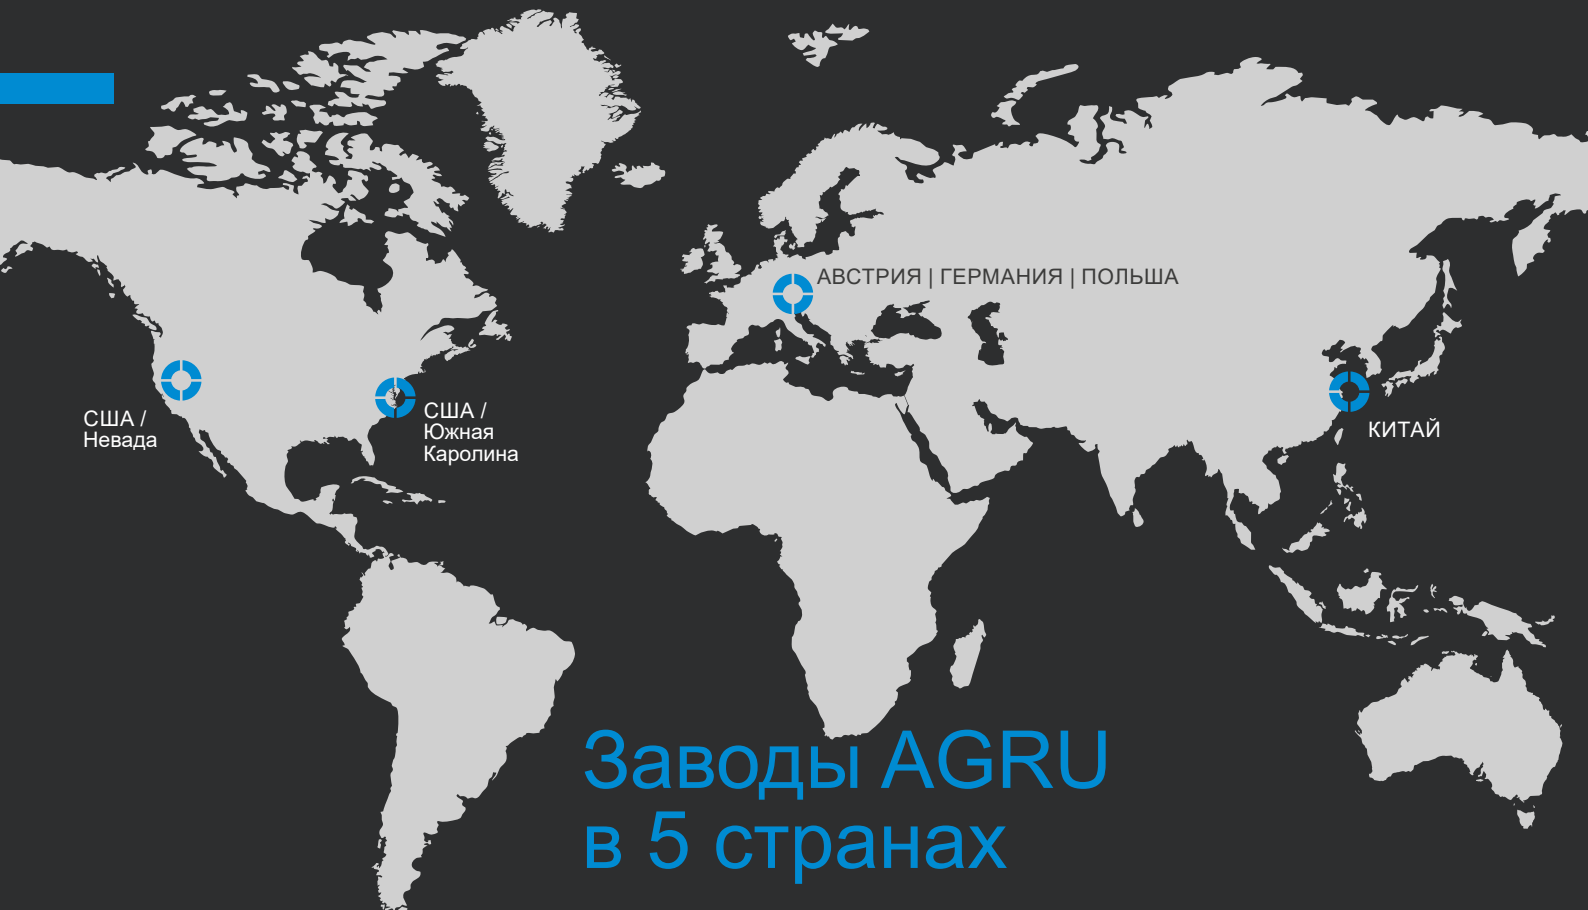 АВСТРИЯ | ГЕРМАНИЯ | ПОЛЬША
США /
Невада
США /
Южная
Каролина
КИТАЙ
Заводы AGRU
в 5 странах